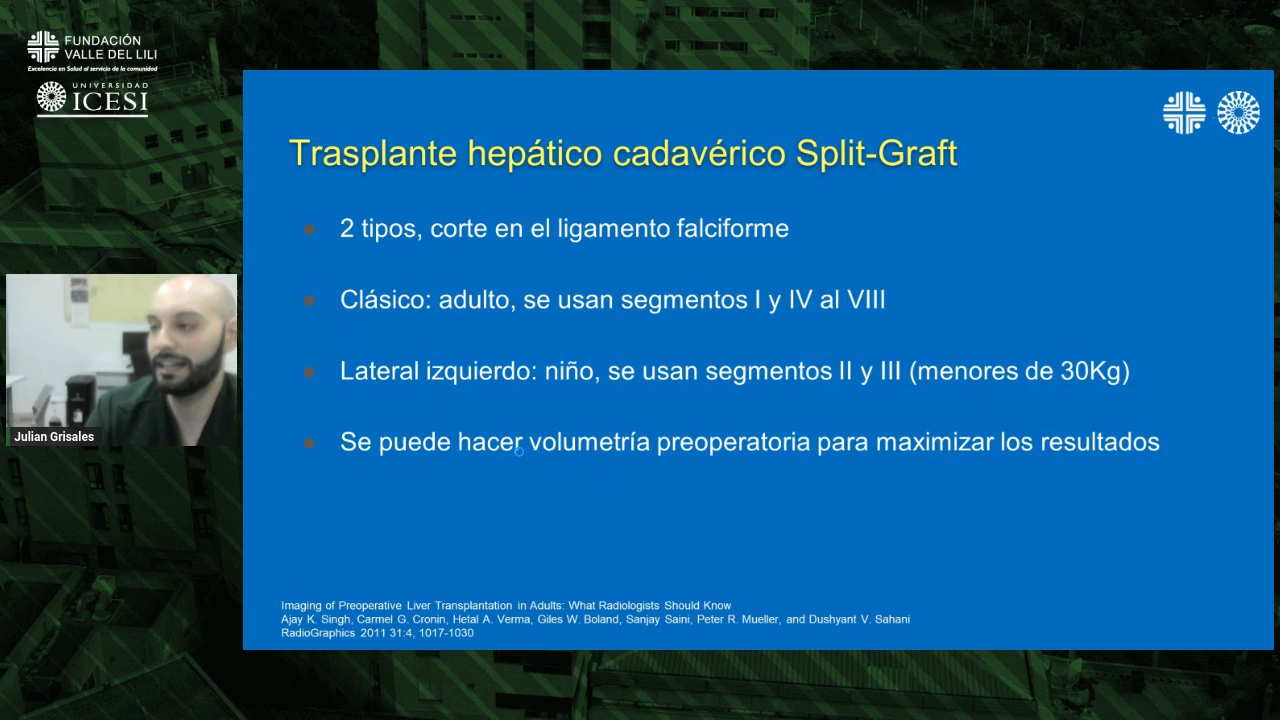 FUNDACIÓN
VALLE DEL LILI
Excelencia en Salud al servicio de la comunidad
UNIVERSIDAD
ICESI
Trasplante hepático cadavérico Split-Graft
2 tipos, corte en el ligamento falciforme
Clásico: adulto, se usan segmentos I y IV al VIII
Lateral izquierdo: niño, se usan segmentos II y III (menores de 30Kg)
Se puede hacer volumetría preoperatoria para maximizar los resultados
Julian Grisales
Imaging of Preoperative Liver Transplantation in Adults: What Radiologists Should Know
Ajay K. Singh, Carmel G. Cronin, Hetal A. Verma, Giles W. Boland, Sanjay Saini, Peter R. Mueller, and Dushyant V. Sahani
RadioGraphics 2011 31:4, 1017-1030